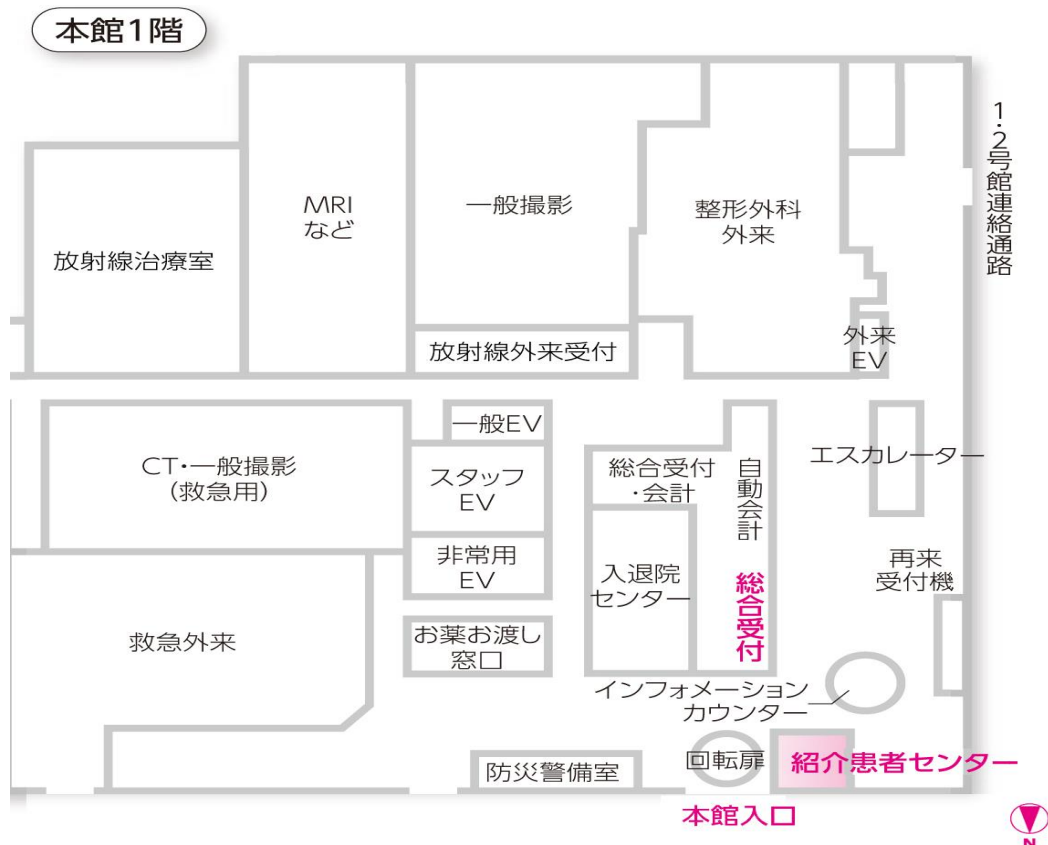 本館1階
1・2号館連絡通路
MRI
など
一般撮影
整形外科
外来
放射線治療室
放射線外来受付
外来
EV
一般EV
CT・一般撮影
(救急用)
スタッフ
EV
総合受付
・会計
自動会計
エスカレーター
非常用
EV
入退院
センター
総合受付
再来
受付機
救急外来
お薬お渡し
窓口
インフォメーション
カウンター
防災警備室
回転扉
紹介患者センター
本館入口
N